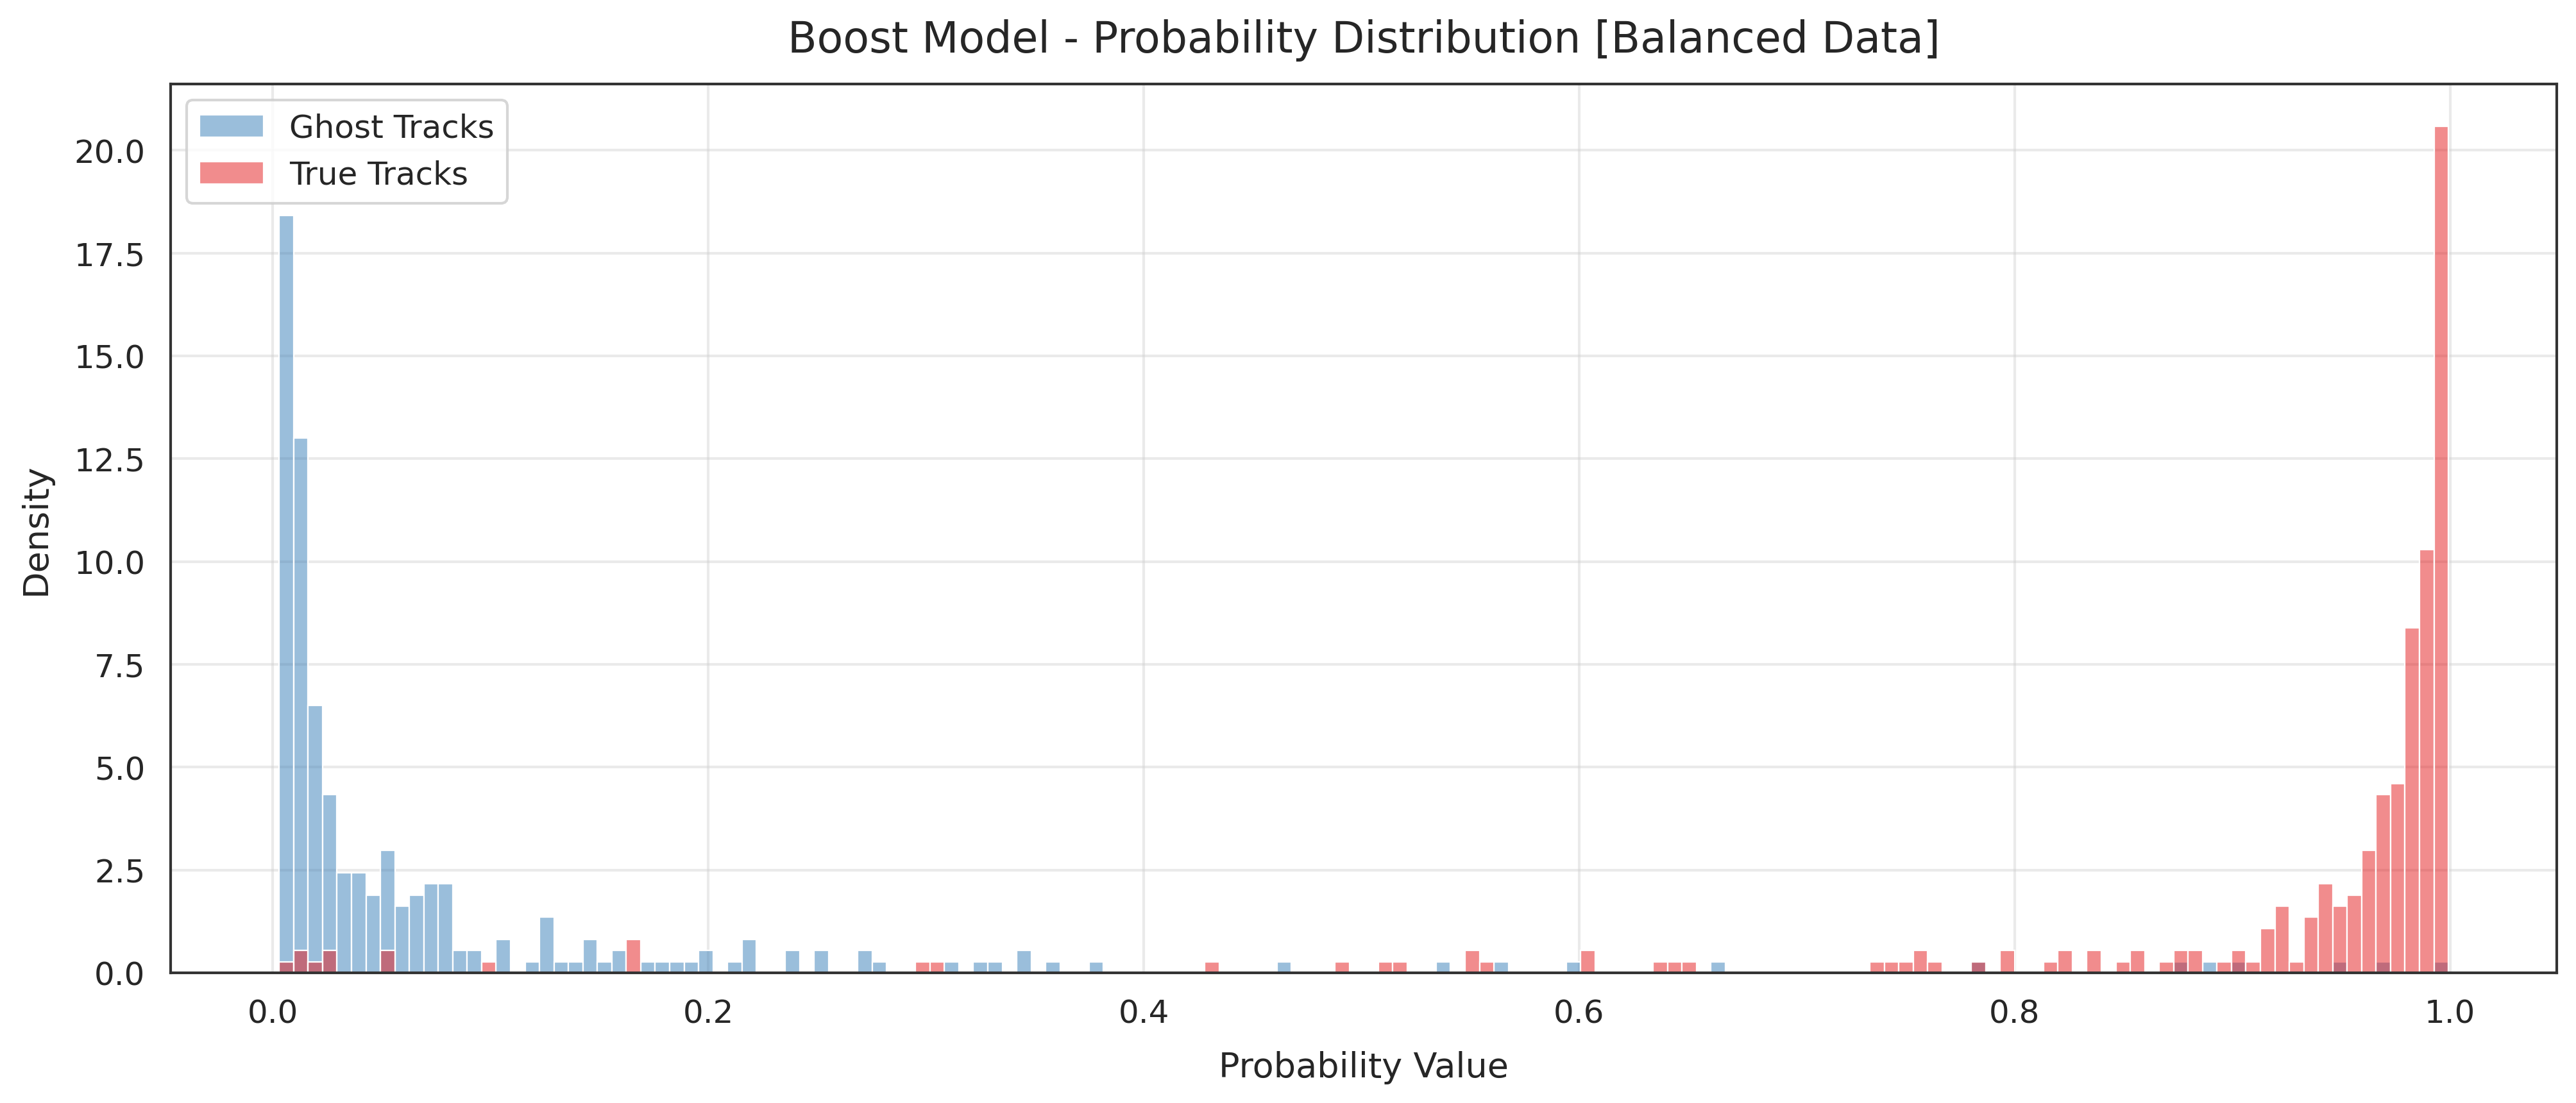 Boost Model - Probability Distribution [Balanced Data]
Ghost Tracks
True Tracks
20.0
17.5
15.0
12.5
10.0
7.5
5.0
2.5
0.0
Density
0.0 0.2 0.4 0.6 0.8 1.0
Probability Value